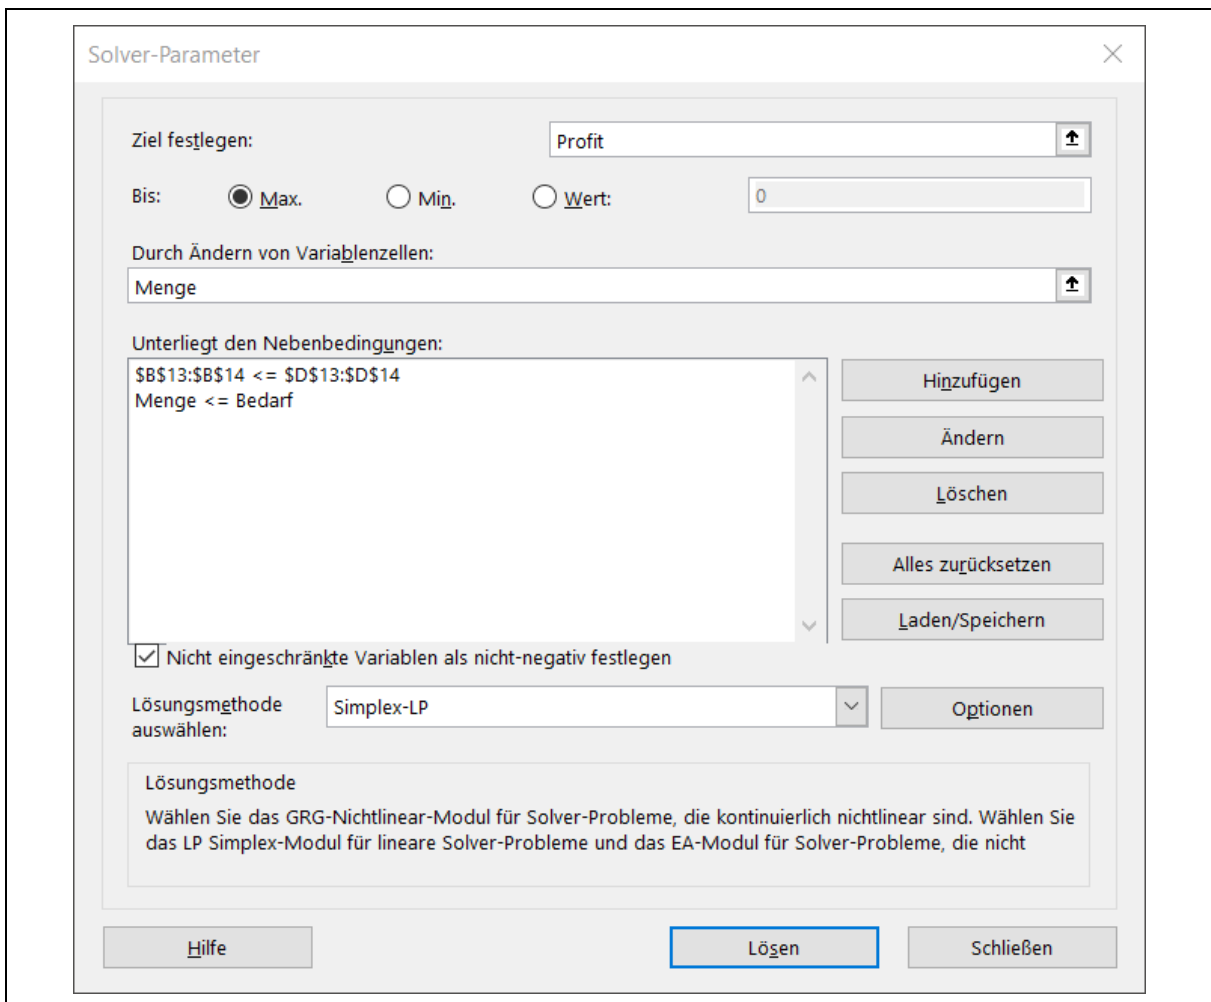 Solver-Parameter
Ziel festlegen:
Profit
Bis:
Max.
Min.
Wert:
0
Durch Ändern von Variablenzellen:
Menge
Unterliegt den Nebenbedingungen:
$B$13:$B$14 <= $D$13:$D$14
Menge <= Bedarf
Hinzufügen
Ändern
Löschen
Alles zurücksetzen
Laden/Speichern
Nicht eingeschränkte Variablen als nicht-negativ festlegen
Lösungsmethode
auswählen:
Simplex-LP
Optionen
Lösungsmethode
Wählen Sie das GRG-Nichtlinear-Modul für Solver-Probleme, die kontinuierlich nichtlinear sind. Wählen Sie
das LP Simplex-Modul für lineare Solver-Probleme und das EA-Modul für Solver-Probleme, die nicht
Hilfe
Lösen
Schließen